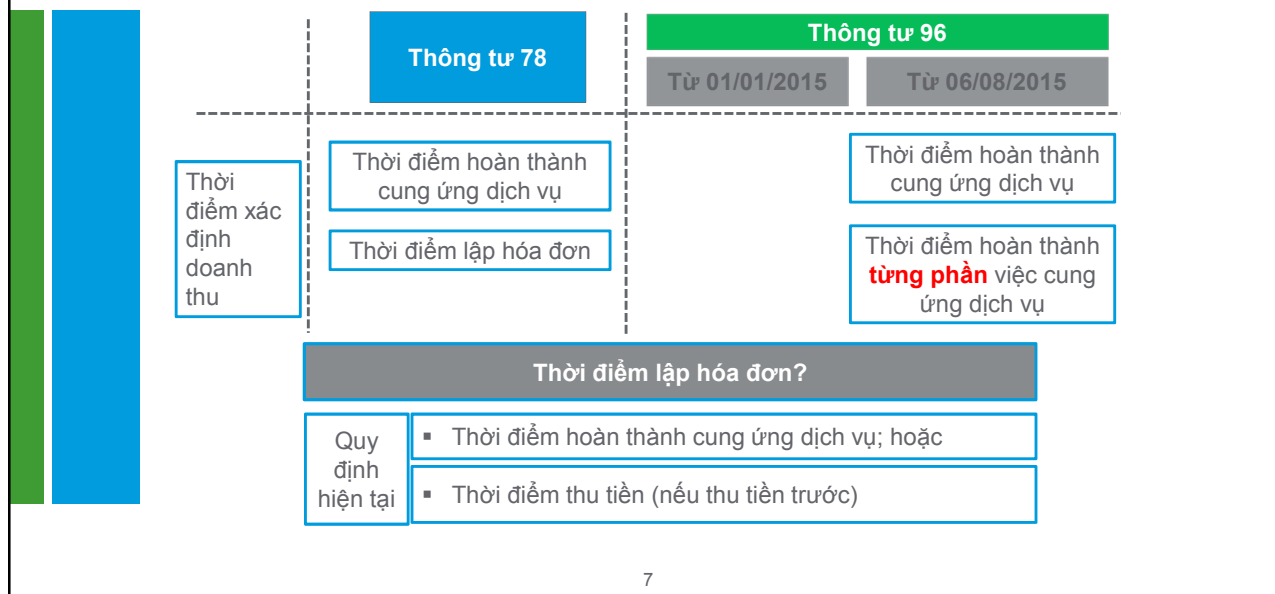 Thông tư 78
Thông tư 96
Từ 01/01/2015
Từ 06/08/2015
Thời
điểm xác
định
doanh
thu
Thời điểm hoàn thành
cung ứng dịch vụ
Thời điểm lập hóa đơn
Thời điểm hoàn thành
cung ứng dịch vụ
Thời điểm hoàn thành
từng phần việc cung
ứng dịch vụ
Thời điểm lập hóa đơn?
Quy
định
hiện tại
▪ Thời điểm hoàn thành cung ứng dịch vụ; hoặc
▪ Thời điểm thu tiền (nếu thu tiền trước)
7